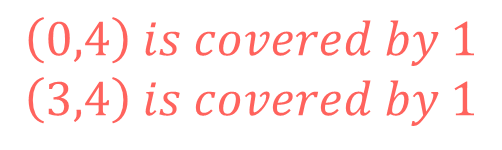 (0,4) is covered by 1
(3,4) is covered by 1